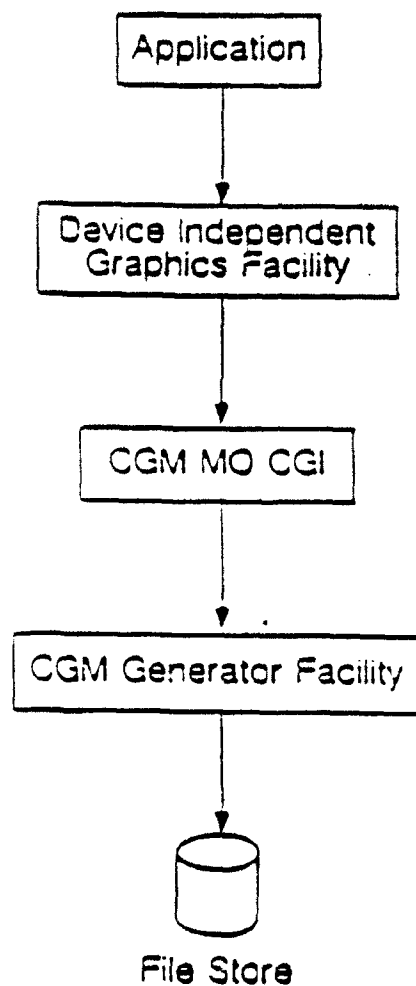 Application
Device Independent
Graphics Facility
CGM MO CGI
CGM Generator Facility
File Store